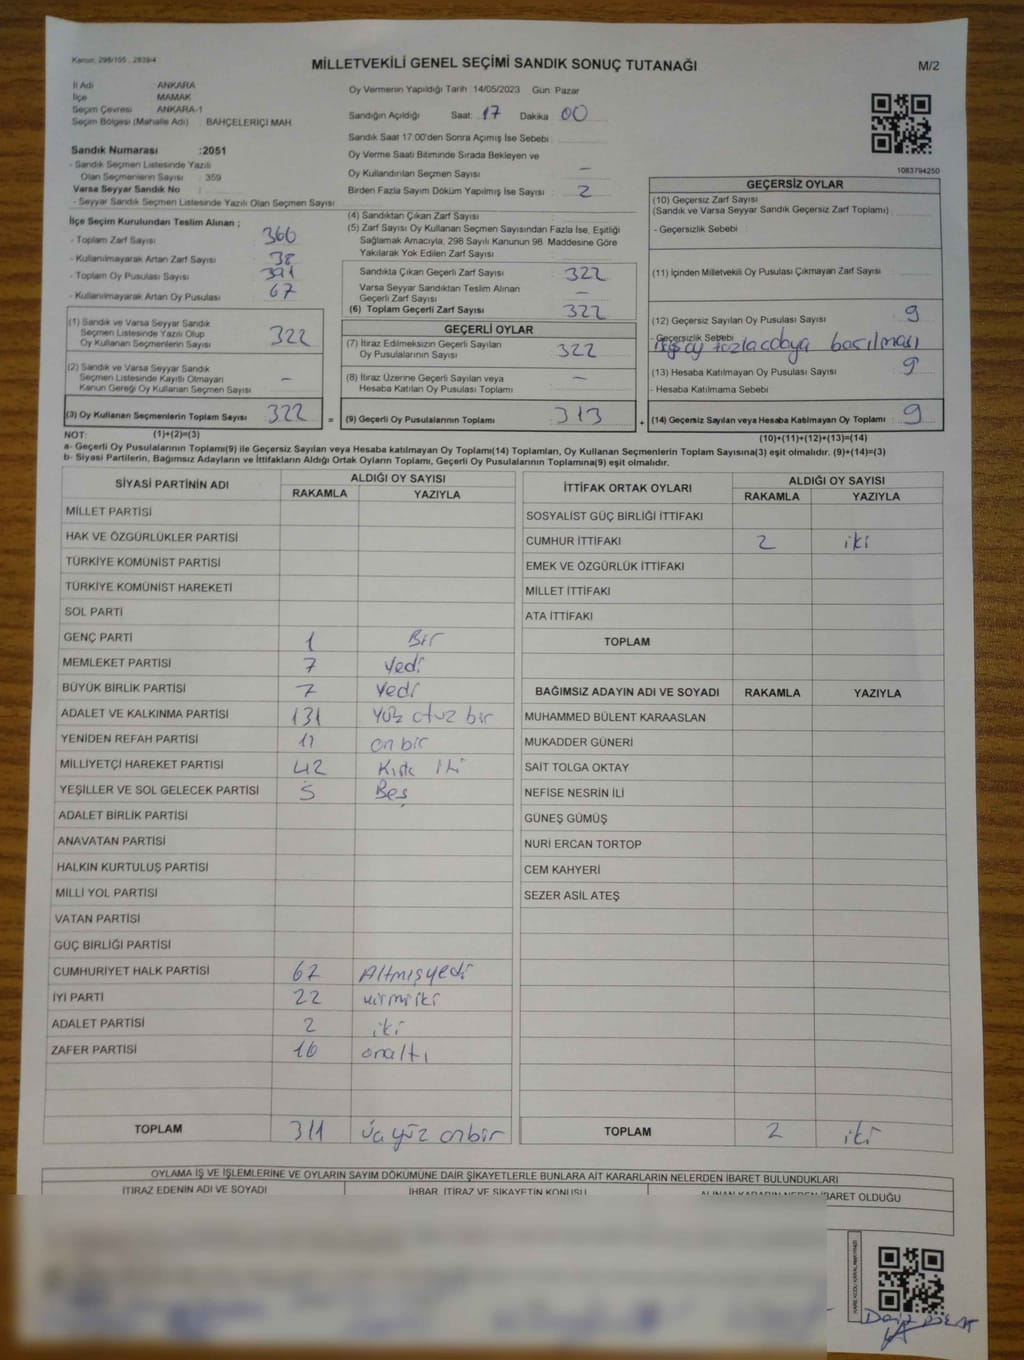 Kanun, 298/105 . 2839/4
MİLLETVEKİLİ GENEL SEÇİMİ SANDIK SONUÇ TUTANAĞI
M/2
İl Adı ANKARA
İlçe MAMAK
Seçim Çevresi ANKARA-1
Seçim Bölgesi (Mahalle Adı) : BAHÇELERİÇİ MAH
Oy Vermenin Yapıldığı Tarih :14/05/2023 Gün :Pazar
Sandığın Açıldığı Saat: 17 Dakika 00
Sandık Saat 17:00'den Sonra Açımış İse Sebebi :
Oy Verme Saati Bitiminde Sırada Bekleyen ve
Oy Kullandırılan Seçmen Sayısı : —
Birden Fazla Sayım Döküm Yapılmış İse Sayısı : 2
1083794250
Sandık Numarası :2051
- Sandık Seçmen Listesinde Yazılı
Olan Seçmenlerin Sayısı : 359
Varsa Seyyar Sandık No :
- Seyyar Sandık Seçmen Listesinde Yazılı Olan Seçmen Sayısı :
İlçe Seçim Kurulundan Teslim Alınan ;
- Toplam Zarf Sayısı : 366
- Kullanılmayarak Artan Zarf Sayısı : 38
- Toplam Oy Pusulası Sayısı : 391
- Kullanılmayarak Artan Oy Pusulası : 67
(1) Sandık ve Varsa Seyyar Sandık
Seçmen Listesinde Yazılı Olup
Oy Kullanan Seçmenlerin Sayısı : 322
(2) Sandık ve Varsa Seyyar Sandık
Seçmen Listesinde Kayıtlı Olmayan
Kanun Gereği Oy Kullanan Seçmen Sayısı : —
(3) Oy Kullanan Seçmenlerin Toplam Sayısı : 322 =
(4) Sandıktan Çıkan Zarf Sayısı :
(5) Zarf Sayısı Oy Kullanan Seçmen Sayısından Fazla İse, Eşitliği
Sağlamak Amacıyla, 298 Sayılı Kanunun 98. Maddesine Göre
Yakılarak Yok Edilen Zarf Sayısı :
Sandıkta Çıkan Geçerli Zarf Sayısı : 322
Varsa Seyyar Sandıktan Teslim Alınan
Geçerli Zarf Sayısı : —
(6) Toplam Geçerli Zarf Sayısı : 322
GEÇERLİ OYLAR
(7) İtiraz Edilmeksizin Geçerli Sayılan
Oy Pusulalarının Sayısı : 322
(8) İtiraz Üzerine Geçerli Sayılan veya
Hesaba Katılan Oy Pusulası Toplamı : —
(9) Geçerli Oy Pusulalarının Toplamı : 313 +
GEÇERSİZ OYLAR
(10) Geçersiz Zarf Sayısı :
(Sandık ve Varsa Seyyar Sandık Geçersiz Zarf Toplamı)
- Geçersizlik Sebebi :
(11) İçinden Milletvekili Oy Pusulası Çıkmayan Zarf Sayısı :
(12) Geçersiz Sayılan Oy Pusulası Sayısı : 9
- Geçersizlik Sebebi
fazlacabaya basılması
(13) Hesaba Katılmayan Oy Pusulası Sayısı : 9
- Hesaba Katılmama Sebebi
(14) Geçersiz Sayılan veya Hesaba Katılmayan Oy Toplamı : 9
NOT: (1)+(2)=(3)
(10)+(11)+(12)+(13)=(14)
a- Geçerli Oy Pusulalarının Toplamı(9) ile Geçersiz Sayılan veya Hesaba katılmayan Oy Toplamı(14) Toplamları, Oy Kullanan Seçmenlerin Toplam Sayısına(3) eşit olmalıdır. (9)+(14)=(3)
b- Siyasi Partilerin, Bağımsız Adayların ve İttifakların Aldığı Ortak Oyların Toplamı, Geçerli Oy Pusulalarının Toplamına(9) eşit olmalıdır.
SİYASİ PARTİNİN ADI
ALDIĞI OY SAYISI
RAKAMLA YAZIYLA
MİLLET PARTİSİ
HAK VE ÖZGÜRLÜKLER PARTİSİ
TÜRKİYE KOMÜNİST PARTİSİ
TÜRKİYE KOMÜNİST HAREKETİ
SOL PARTİ
GENÇ PARTİ 1 Bir
MEMLEKET PARTİSİ 7 Yedi
BÜYÜK BİRLİK PARTİSİ 7 Yedi
ADALET VE KALKINMA PARTİSİ 131 Yüz otuz bir
YENİDEN REFAH PARTİSİ 11 on bir
MİLLİYETÇİ HAREKET PARTİSİ 42 Kırk iki
YEŞİLLER VE SOL GELECEK PARTİSİ 5 Beş
ADALET BİRLİK PARTİSİ
ANAVATAN PARTİSİ
HALKIN KURTULUŞ PARTİSİ
MİLLİ YOL PARTİSİ
VATAN PARTİSİ
GÜÇ BİRLİĞİ PARTİSİ
CUMHURİYET HALK PARTİSİ 67 Altmışyedi
İYİ PARTİ 22 yirmiiki
ADALET PARTİSİ 2 iki
ZAFER PARTİSİ 16 onaltı
TOPLAM 311 üçyüz onbir
İTTİFAK ORTAK OYLARI
ALDIĞI OY SAYISI
RAKAMLA YAZIYLA
SOSYALİST GÜÇ BİRLİĞİ İTTİFAKI
CUMHUR İTTİFAKI 2 iki
EMEK VE ÖZGÜRLÜK İTTİFAKI
MİLLET İTTİFAKI
ATA İTTİFAKI
TOPLAM
BAĞIMSIZ ADAYIN ADI VE SOYADI RAKAMLA YAZIYLA
MUHAMMED BÜLENT KARAASLAN
MUKADDER GÜNERİ
SAİT TOLGA OKTAY
NEFİSE NESRİN İLİ
GÜNEŞ GÜMÜŞ
NURİ ERCAN TORTOP
CEM KAHYERİ
SEZER ASİL ATEŞ
TOPLAM 2 iki
OYLAMA İŞ VE İŞLEMLERİNE VE OYLARIN SAYIM DÖKÜMÜNE DAİR ŞİKAYETLERLE BUNLARA AİT KARARLARIN NELERDEN İBARET BULUNDUKLARI
İTİRAZ EDENİN ADI VE SOYADI
İHBAR, İTİRAZ VE ŞİKAYETİN KONUSU
ALINAN KARARIN NEDEN İBARET OLDUĞU